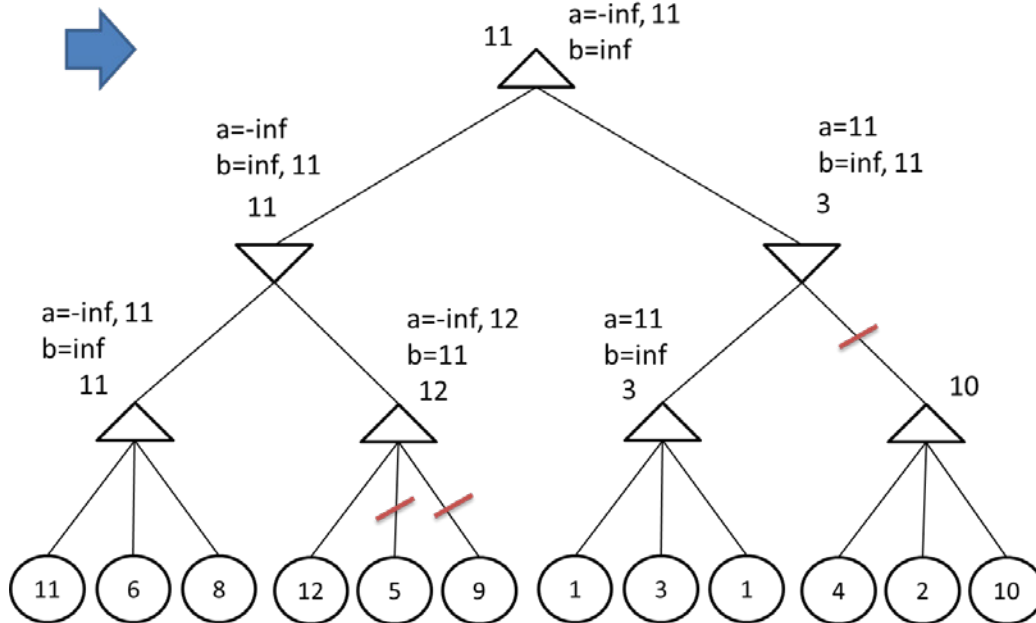 11
a=-inf, 11
b=inf
a=-inf
b=inf, 11
11
a=11
b=inf, 11
3
a=-inf, 11
b=inf
11
a=-inf, 12
b=11
12
a=11
b=inf
3
10
11 6 8 12 5 9 1 3 1 4 2 10